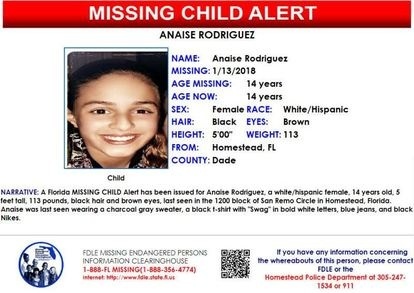 MISSING CHILD ALERT
ANAISE RODRIGUEZ
NAME: Anaise Rodriguez
MISSING: 1/13/2018
AGE MISSING: 14 years
AGE NOW: 14 years
SEX: Female RACE: White/Hispanic
HAIR: Black EYES: Brown
HEIGHT: 5'00" WEIGHT: 113
FROM: Homestead, FL
COUNTY: Dade
Child
NARRATIVE: A Florida MISSING CHILD Alert has been issued for Anaise Rodriguez, a white/hispanic female, 14 years old, 5
feet tall, 113 pounds, black hair and brown eyes, last seen in the 1200 block of San Remo Circle in Homestead, Florida.
Anaise was last seen wearing a charcoal gray sweater, a black t-shirt with "Swag" in bold white letters, blue jeans, and black
Nikes.
FDLE MISSING ENDANGERED PERSONS
INFORMATION CLEARINGHOUSE
1-888-FL MISSING(1-888-356-4774)
internet: http://www.fdle.state.fl.us
If you have any information concerning
the whereabouts of this person, please contact
FDLE or the
Homestead Police Department at 305-247-
1534 or 911